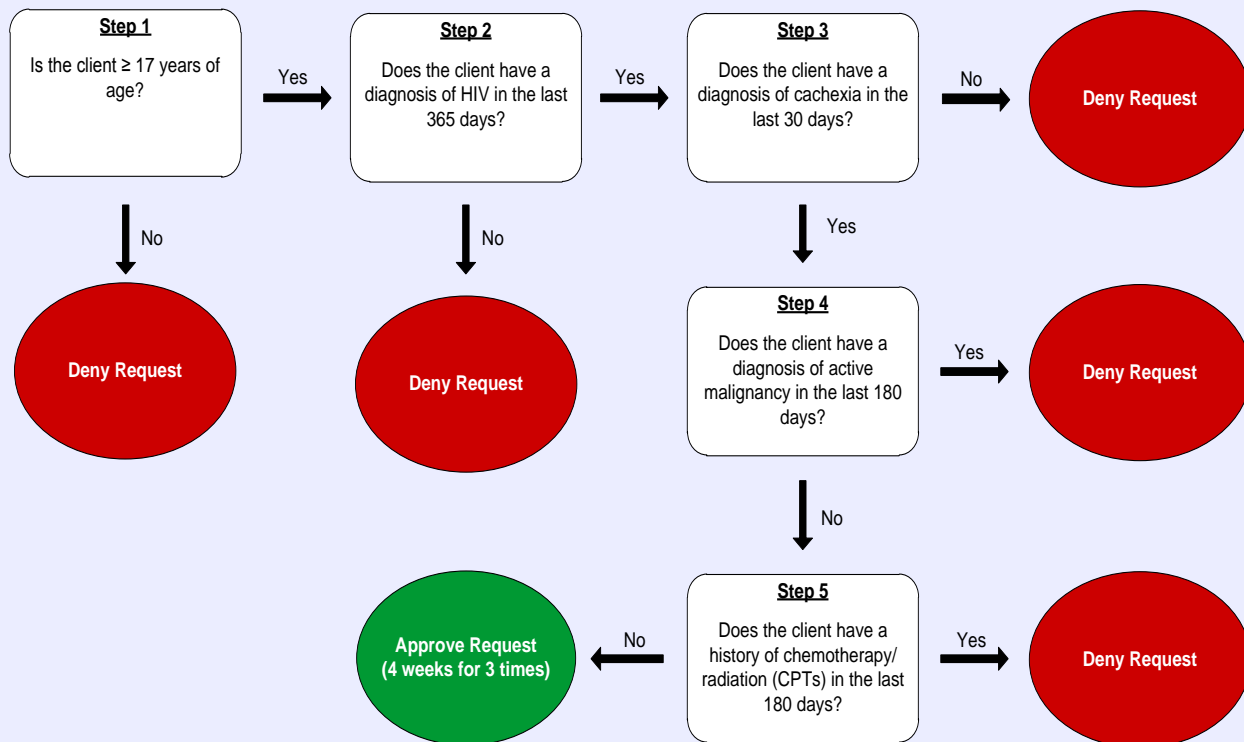 Step 1
Is the client ≥ 17 years of
age?
Yes
No
Deny Request
Step 2
Does the client have a
diagnosis of HIV in the last
365 days?
Yes
No
Deny Request
Step 3
Does the client have a
diagnosis of cachexia in the
last 30 days?
No
Deny Request
Yes
Step 4
Does the client have a
diagnosis of active
malignancy in the last 180
days?
Yes
Deny Request
No
Step 5
Does the client have a
history of chemotherapy/
radiation (CPTs) in the last
180 days?
Yes
Deny Request
No
Approve Request
(4 weeks for 3 times)